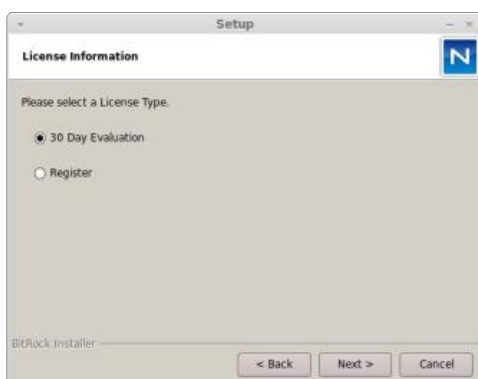 Setup
License Information
N
Please select a License Type.
30 Day Evaluation
Register
BitRock Installer
< Back Next > Cancel